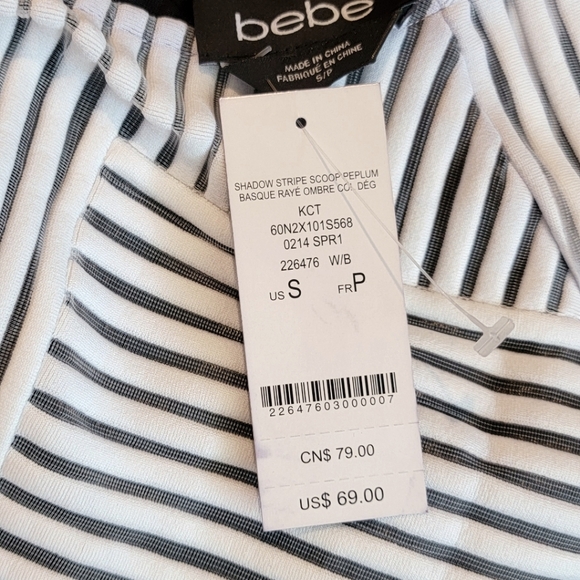 bebe
MADE IN CHINA
FABRIQUÉ EN CHINE
S/P
SHADOW STRIPE SCOOP PEPLUM
BASQUE RAYÉ OMBRE COL DÉG
KCT
60N2X101S568
0214 SPR1
226476 W/B
US S FR P
22647603000007
CN$ 79.00
US$ 69.00